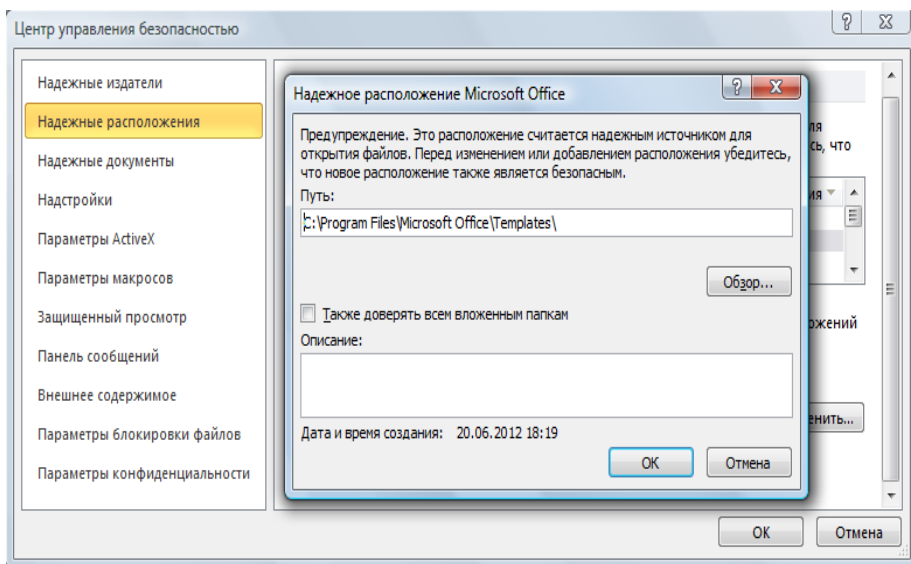 Центр управления безопасностью
Надежные издатели
Надежные расположения
Надежные документы
Надстройки
Параметры ActiveX
Параметры макросов
Защищенный просмотр
Панель сообщений
Внешнее содержимое
Параметры блокировки файлов
Параметры конфиденциальности
Надежное расположение Microsoft Office
Предупреждение. Это расположение считается надежным источником для
открытия файлов. Перед изменением или добавлением расположения убедитесь,
что новое расположение также является безопасным.
Путь:
C:\Program Files\Microsoft Office\Templates\
Обзор...
Также доверять всем вложенным папкам
Описание:
Дата и время создания: 20.06.2012 18:19
ОК
Отмена
что
ОК
Отмена